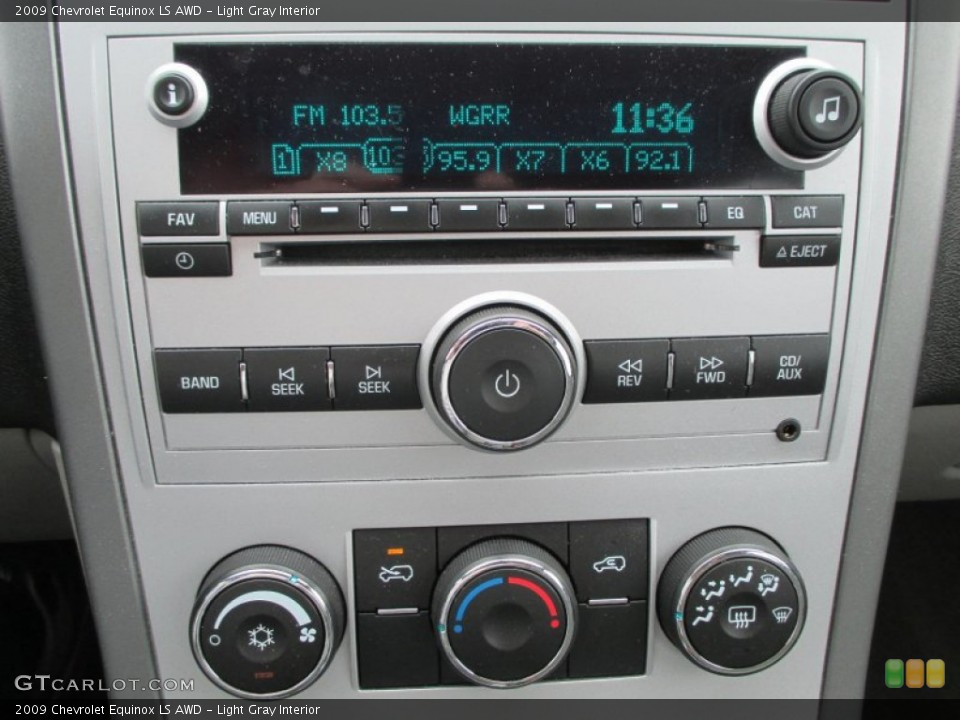 2009 Chevrolet Equinox LS AWD - Light Gray Interior
i
FM 103.5 WGRR 11:36
1 X8 103 95.9 X7 X6 92.1
FAV MENU EQ CAT
EJECT
BAND SEEK SEEK REV FWD CD/
AUX
GTCARLOT.COM
2009 Chevrolet Equinox LS AWD - Light Gray Interior